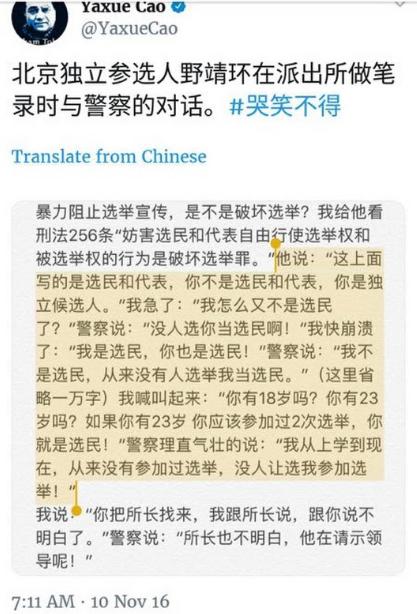 Yaxue Cao
@YaxueCao
北京独立参选人野靖环在派出所做笔
录时与警察的对话。#哭笑不得
Translate from Chinese
暴力阻止选举宣传，是不是破坏选举？我给他看
刑法256条“妨害选民和代表自由行使选举权和
被选举权的行为是破坏选举罪。”他说：“这上面
写的是选民和代表，你不是选民和代表，你是独
立候选人。”我急了：“我怎么又不是选民
了？”警察说：“没人选你当选民啊！”我快崩溃
了：“我是选民，你也是选民！”警察说：“我不
是选民，从来没有人选举我当选民。”（这里省
略一万字）我喊叫起来：“你有18岁吗？你有23
岁吗？如果你有23岁 你应该参加过2次选举，你
就是选民！”警察理直气壮的说：“我从上学到现
在，从来没有参加过选举，没人让选我参加选
举！”
我说：“你把所长找来，我跟所长说，跟你说不
明白了。”警察说：“所长也不明白，他在请示领
导呢！”
7:11 AM · 10 Nov 16